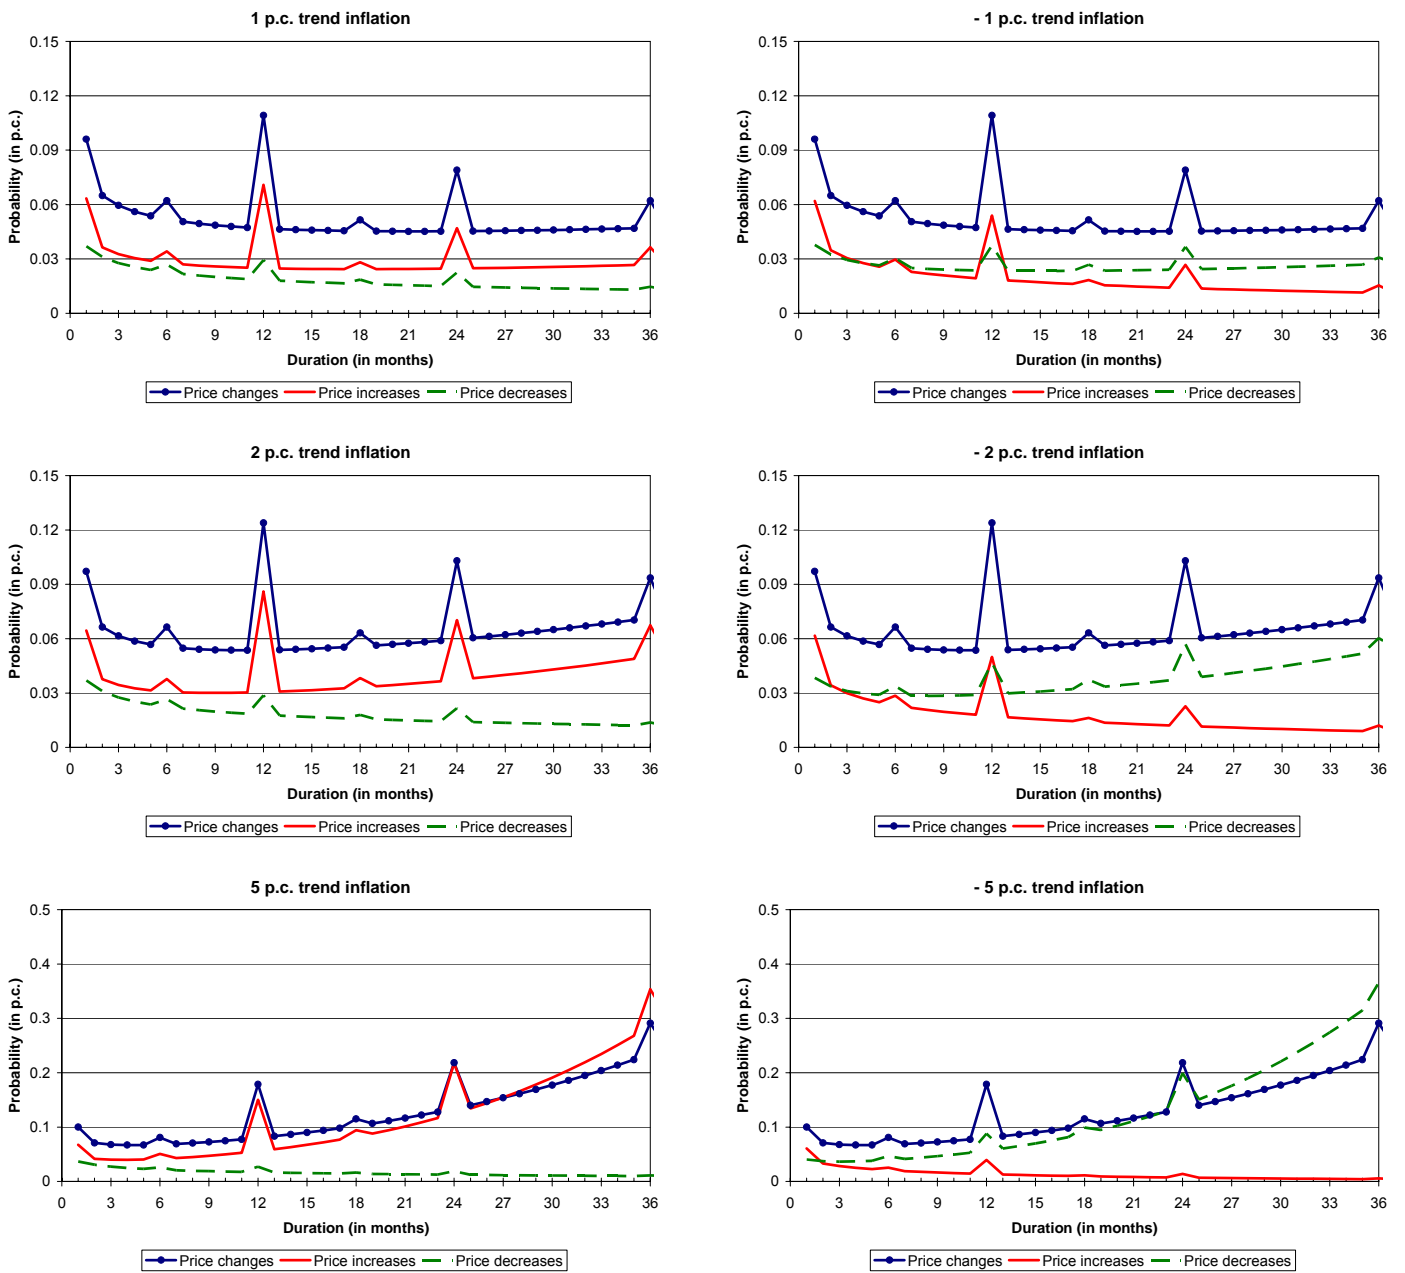 1 p.c. trend inflation
Probability (in p.c.)
0.15
0.12
0.09
0.06
0.03
0
0 3 6 9 12 15 18 21 24 27 30 33 36
Duration (in months)
Price changes Price increases Price decreases
- 1 p.c. trend inflation
Probability (in p.c.)
0.15
0.12
0.09
0.06
0.03
0
0 3 6 9 12 15 18 21 24 27 30 33 36
Duration (in months)
Price changes Price increases Price decreases
2 p.c. trend inflation
Probability (in p.c.)
0.15
0.12
0.09
0.06
0.03
0
0 3 6 9 12 15 18 21 24 27 30 33 36
Duration (in months)
Price changes Price increases Price decreases
- 2 p.c. trend inflation
Probability (in p.c.)
0.15
0.12
0.09
0.06
0.03
0
0 3 6 9 12 15 18 21 24 27 30 33 36
Duration (in months)
Price changes Price increases Price decreases
5 p.c. trend inflation
Probability (in p.c.)
0.5
0.4
0.3
0.2
0.1
0
0 3 6 9 12 15 18 21 24 27 30 33 36
Duration (in months)
Price changes Price increases Price decreases
- 5 p.c. trend inflation
Probability (in p.c.)
0.5
0.4
0.3
0.2
0.1
0
0 3 6 9 12 15 18 21 24 27 30 33 36
Duration (in months)
Price changes Price increases Price decreases